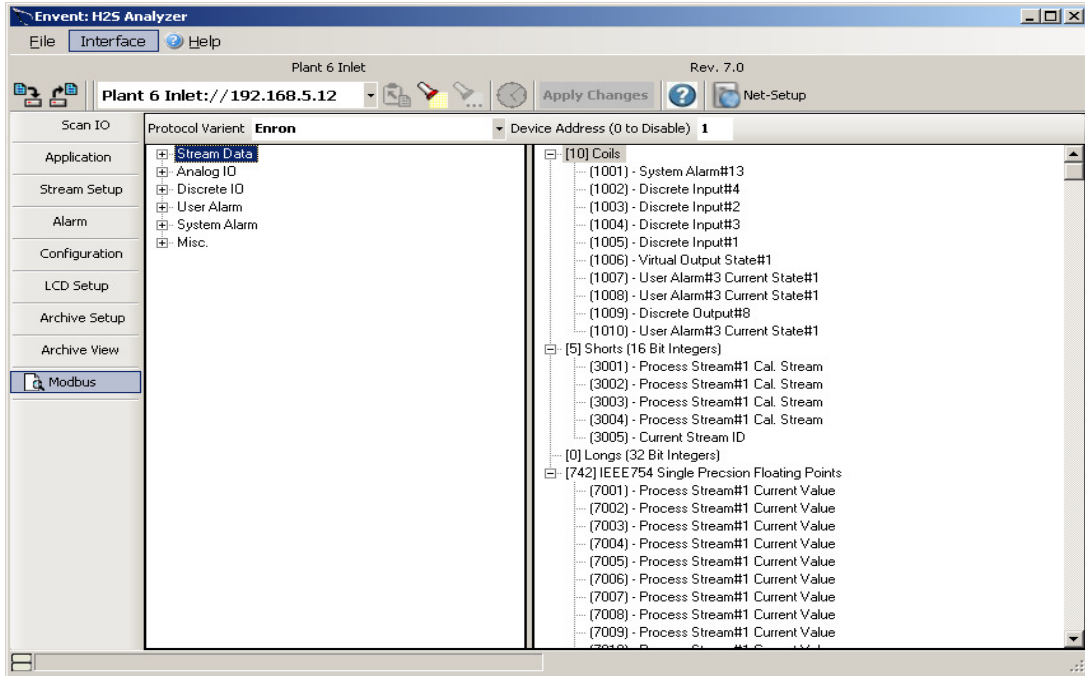 Envent: H2S Analyzer
File Interface Help
Plant 6 Inlet Rev. 7.0
Plant 6 Inlet://192.168.5.12 Apply Changes Net-Setup
Scan IO
Application
Stream Setup
Alarm
Configuration
LCD Setup
Archive Setup
Archive View
Modbus
Protocol Varient Enron Device Address (0 to Disable) 1
Stream Data
Analog IO
Discrete IO
User Alarm
System Alarm
Misc.
[10] Coils
(1001) - System Alarm#13
(1002) - Discrete Input#4
(1003) - Discrete Input#2
(1004) - Discrete Input#3
(1005) - Discrete Input#1
(1006) - Virtual Output State#1
(1007) - User Alarm#3 Current State#1
(1008) - User Alarm#3 Current State#1
(1009) - Discrete Output#8
(1010) - User Alarm#3 Current State#1
[5] Shorts (16 Bit Integers)
(3001) - Process Stream#1 Cal. Stream
(3002) - Process Stream#1 Cal. Stream
(3003) - Process Stream#1 Cal. Stream
(3004) - Process Stream#1 Cal. Stream
(3005) - Current Stream ID
[0] Longs (32 Bit Integers)
[742] IEEE754 Single Precsion Floating Points
(7001) - Process Stream#1 Current Value
(7002) - Process Stream#1 Current Value
(7003) - Process Stream#1 Current Value
(7004) - Process Stream#1 Current Value
(7005) - Process Stream#1 Current Value
(7006) - Process Stream#1 Current Value
(7007) - Process Stream#1 Current Value
(7008) - Process Stream#1 Current Value
(7009) - Process Stream#1 Current Value